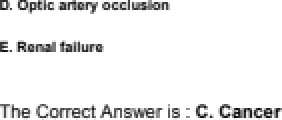 D. Optic artery occlusion
E. Renal failure
The Correct Answer is : C. Cancer